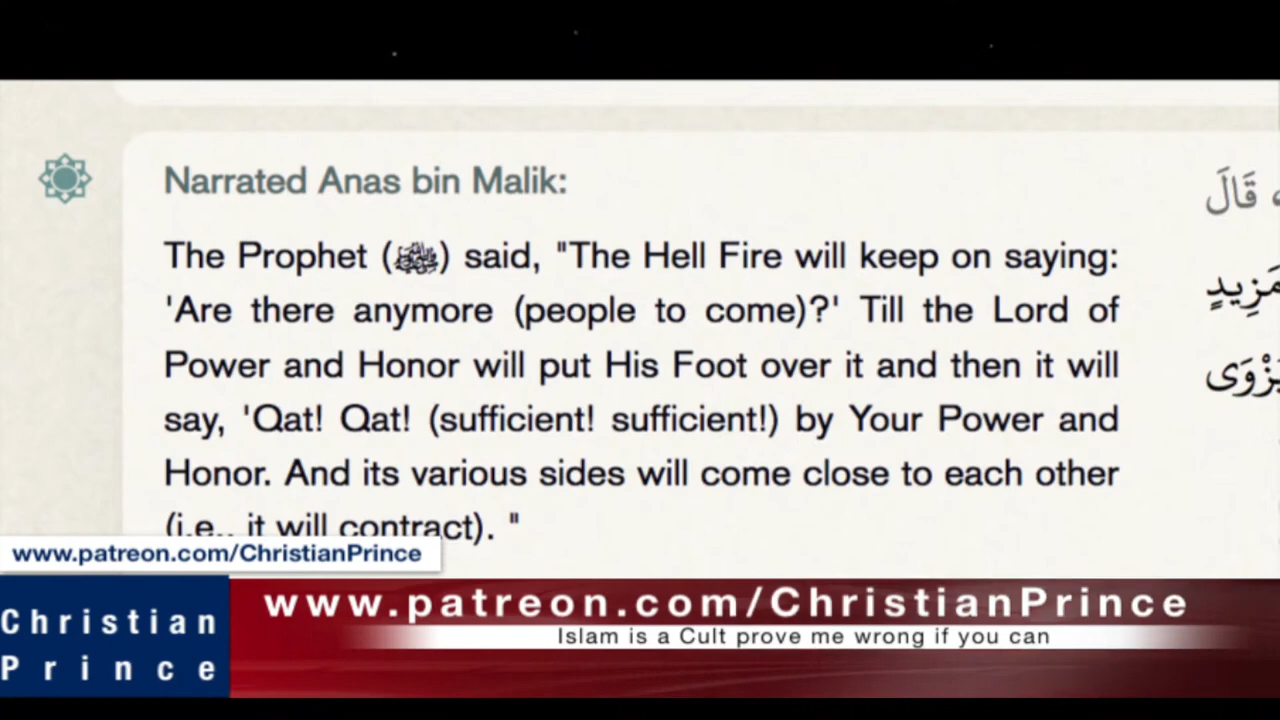 Narrated Anas bin Malik:
The Prophet (ﷺ) said, "The Hell Fire will keep on saying:
'Are there anymore (people to come)?' Till the Lord of
Power and Honor will put His Foot over it and then it will
say, 'Qat! Qat! (sufficient! sufficient!) by Your Power and
Honor. And its various sides will come close to each other
(i.e., it will contract). "
قَالَ
مَزِيدٍ
www.patreon.com/ChristianPrince
Christian
Prince
www.patreon.com/ChristianPrince
Islam is a Cult prove me wrong if you can